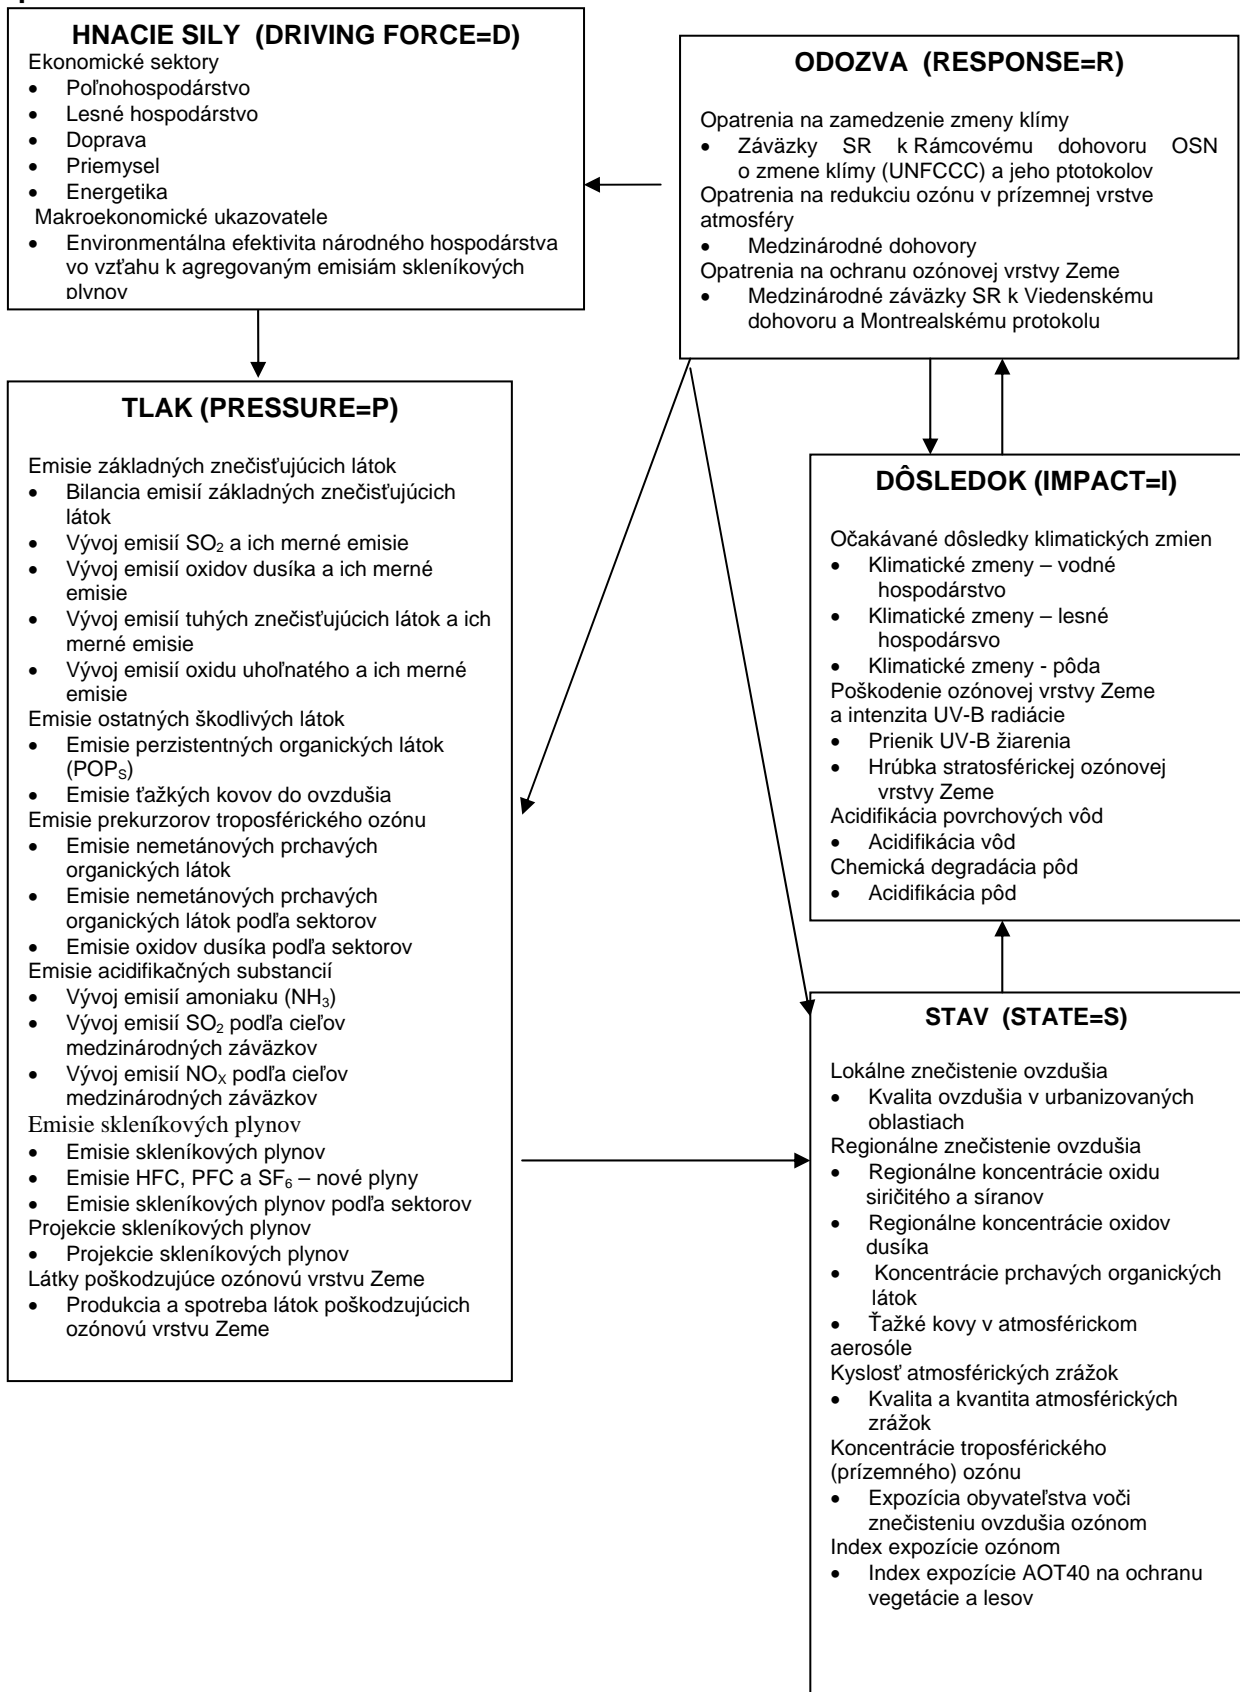 HNACIE SILY (DRIVING FORCE=D)
Ekonomické sektory
• Poľnohospodárstvo
• Lesné hospodárstvo
• Doprava
• Priemysel
• Energetika
Makroekonomické ukazovatele
• Environmentálna efektivita národného hospodárstva
vo vzťahu k agregovaným emisiám skleníkových
plynov
ODOZVA (RESPONSE=R)
Opatrenia na zamedzenie zmeny klímy
• Záväzky SR k Rámcovému dohovoru OSN
o zmene klímy (UNFCCC) a jeho ptotokolov
Opatrenia na redukciu ozónu v prízemnej vrstve
atmosféry
• Medzinárodné dohovory
Opatrenia na ochranu ozónovej vrstvy Zeme
• Medzinárodné záväzky SR k Viedenskému
dohovoru a Montrealskému protokolu
TLAK (PRESSURE=P)
Emisie základných znečisťujúcich látok
• Bilancia emisií základných znečisťujúcich
látok
• Vývoj emisií SO₂ a ich merné emisie
• Vývoj emisií oxidov dusíka a ich merné
emisie
• Vývoj emisií tuhých znečisťujúcich látok a ich
merné emisie
• Vývoj emisií oxidu uhoľnatého a ich merné
emisie
Emisie ostatných škodlivých látok
• Emisie perzistentných organických látok
(POPS)
• Emisie ťažkých kovov do ovzdušia
Emisie prekurzorov troposférického ozónu
• Emisie nemetánových prchavých
organických látok
• Emisie nemetánových prchavých
organických látok podľa sektorov
• Emisie oxidov dusíka podľa sektorov
Emisie acidifikačných substancií
• Vývoj emisií amoniaku (NH₃)
• Vývoj emisií SO₂ podľa cieľov
medzinárodných záväzkov
• Vývoj emisií NOX podľa cieľov
medzinárodných záväzkov
Emisie skleníkových plynov
• Emisie skleníkových plynov
• Emisie HFC, PFC a SF₆ – nové plyny
• Emisie skleníkových plynov podľa sektorov
Projekcie skleníkových plynov
• Projekcie skleníkových plynov
Látky poškodzujúce ozónovú vrstvu Zeme
• Produkcia a spotreba látok poškodzujúcich
ozónovú vrstvu Zeme
DÔSLEDOK (IMPACT=I)
Očakávané dôsledky klimatických zmien
• Klimatické zmeny – vodné
hospodárstvo
• Klimatické zmeny – lesné
hospodársvo
• Klimatické zmeny - pôda
Poškodenie ozónovej vrstvy Zeme
a intenzita UV-B radiácie
• Prienik UV-B žiarenia
• Hrúbka stratosférickej ozónovej
vrstvy Zeme
Acidifikácia povrchových vôd
• Acidifikácia vôd
Chemická degradácia pôd
• Acidifikácia pôd
STAV (STATE=S)
Lokálne znečistenie ovzdušia
• Kvalita ovzdušia v urbanizovaných
oblastiach
Regionálne znečistenie ovzdušia
• Regionálne koncentrácie oxidu
siričitého a síranov
• Regionálne koncentrácie oxidov
dusíka
• Koncentrácie prchavých organických
látok
• Ťažké kovy v atmosférickom
aerosóle
Kyslosť atmosférických zrážok
• Kvalita a kvantita atmosférických
zrážok
Koncentrácie troposférického
(prízemného) ozónu
• Expozícia obyvateľstva voči
znečisteniu ovzdušia ozónom
Index expozície ozónom
• Index expozície AOT40 na ochranu
vegetácie a lesov